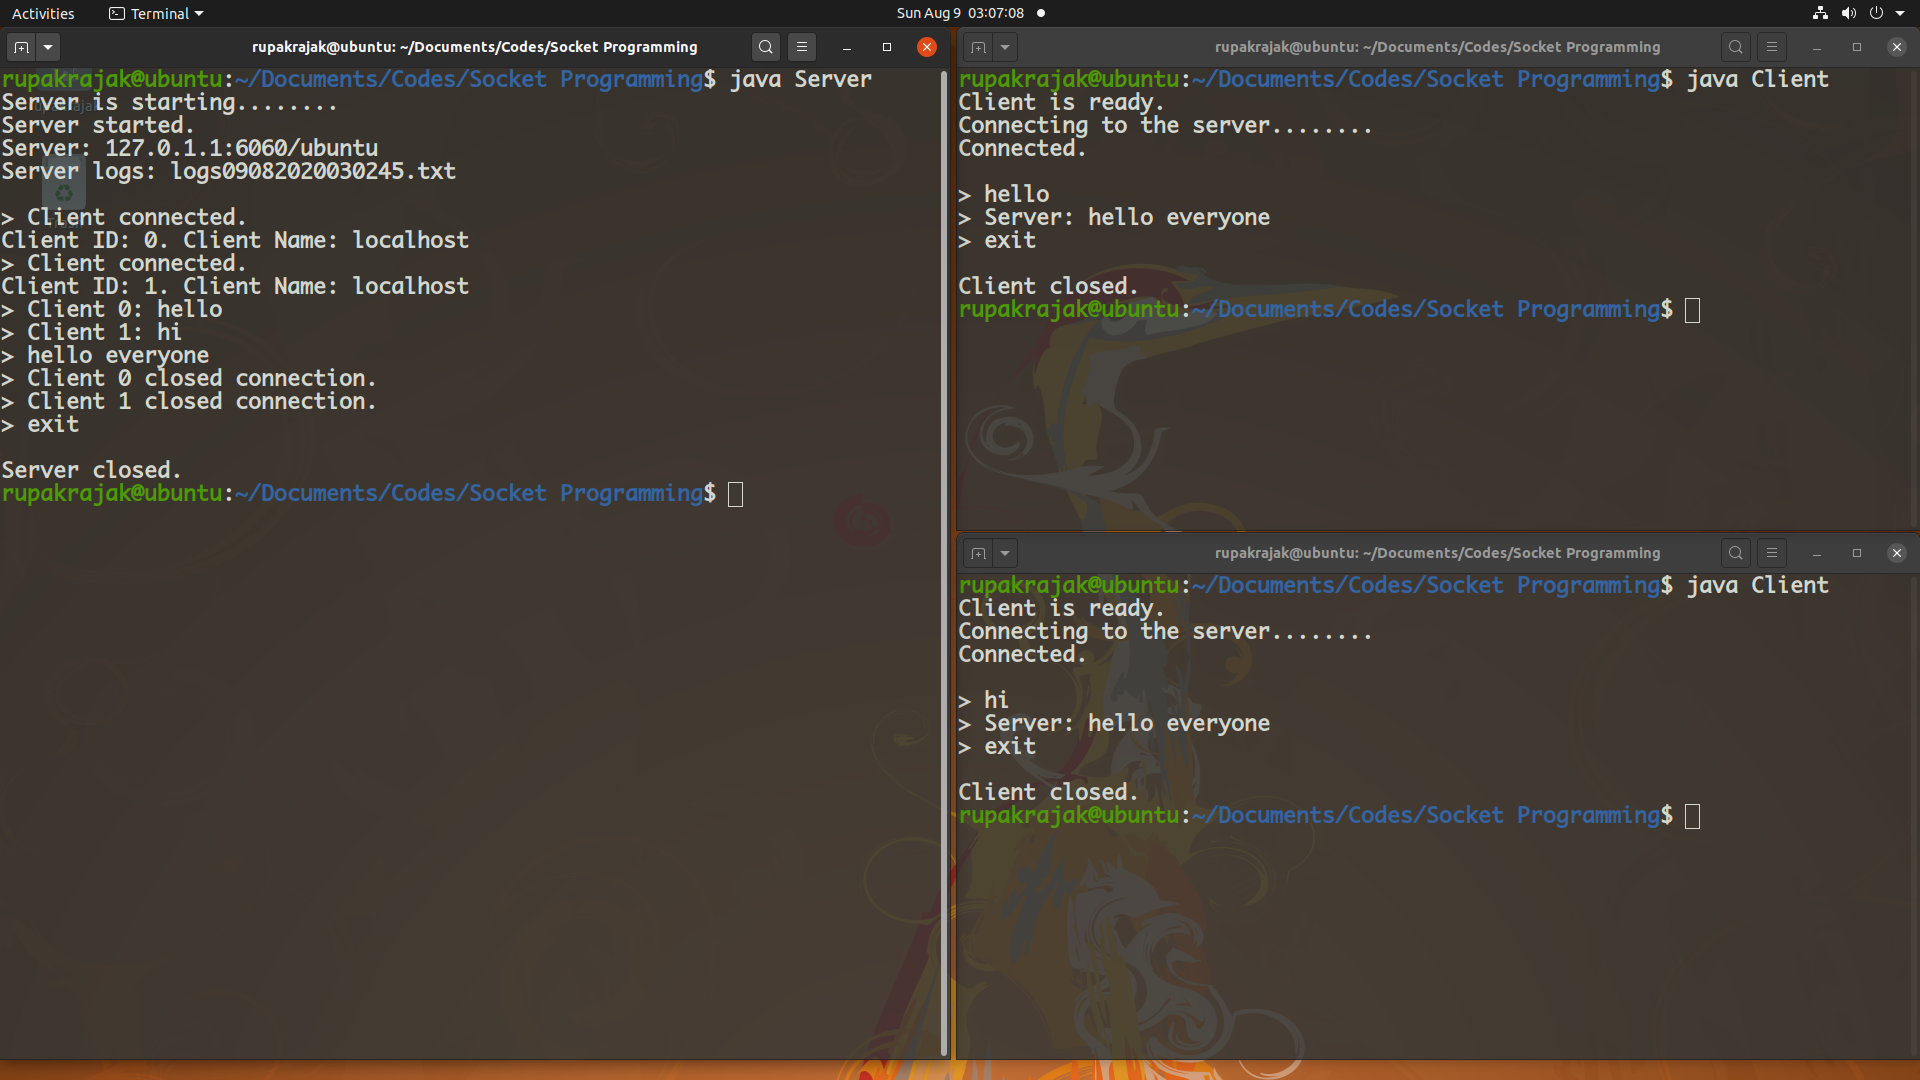 Activities
Terminal
Sun Aug 9 03:07:08
rupakrajak@ubuntu: ~/Documents/Codes/Socket Programming
rupakrajak@ubuntu:~/Documents/Codes/Socket Programming$ java Server
Server is starting........
Server started.
Server: 127.0.1.1:6060/ubuntu
Server logs: logs09082020030245.txt
> Client connected.
Client ID: 0. Client Name: localhost
> Client connected.
Client ID: 1. Client Name: localhost
> Client 0: hello
> Client 1: hi
> hello everyone
> Client 0 closed connection.
> Client 1 closed connection.
> exit
Server closed.
rupakrajak@ubuntu:~/Documents/Codes/Socket Programming$
rupakrajak@ubuntu: ~/Documents/Codes/Socket Programming
rupakrajak@ubuntu:~/Documents/Codes/Socket Programming$ java Client
Client is ready.
Connecting to the server........
Connected.
> hello
> Server: hello everyone
> exit
Client closed.
rupakrajak@ubuntu:~/Documents/Codes/Socket Programming$
rupakrajak@ubuntu: ~/Documents/Codes/Socket Programming
rupakrajak@ubuntu:~/Documents/Codes/Socket Programming$ java Client
Client is ready.
Connecting to the server........
Connected.
> hi
> Server: hello everyone
> exit
Client closed.
rupakrajak@ubuntu:~/Documents/Codes/Socket Programming$